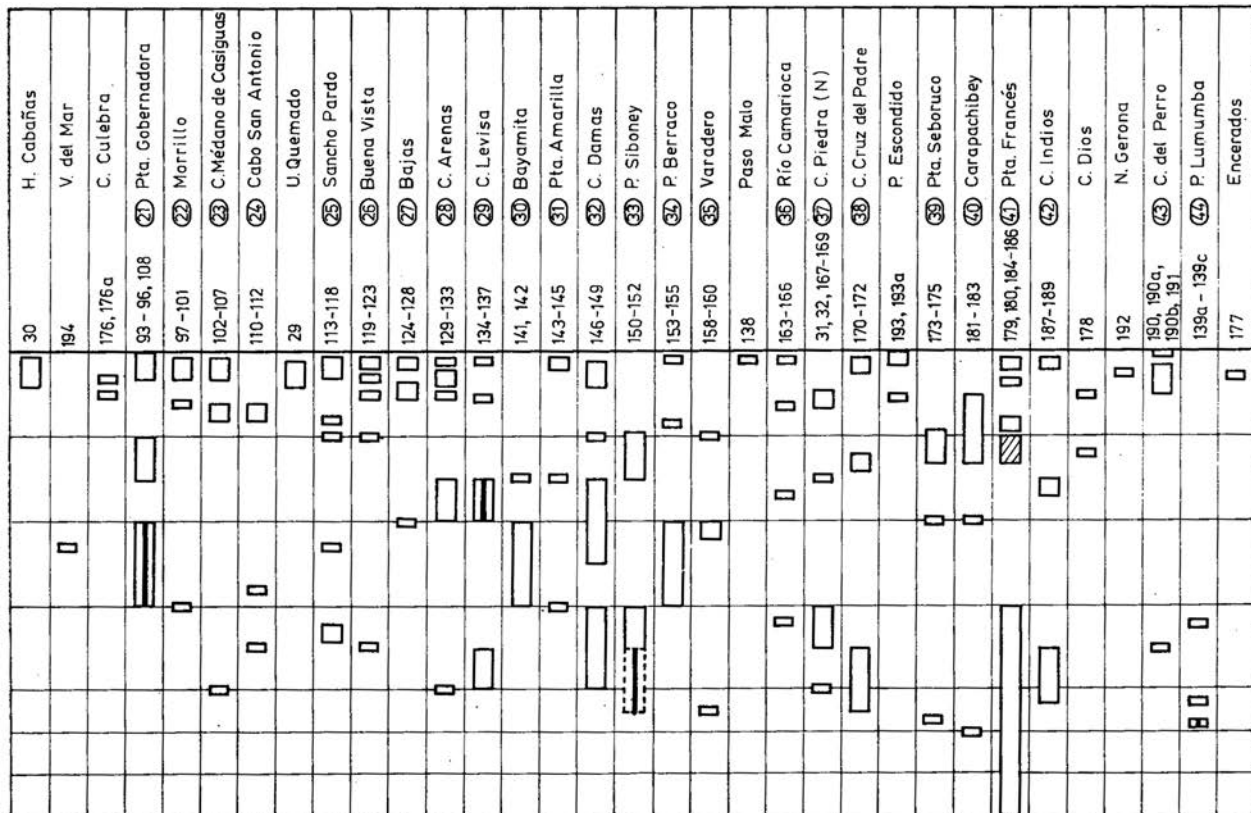 30 H. Cabañas
194 V. del Mar
176, 176a C. Culebra
93-96, 108 21 Pta. Gobernadora
97-101 22 Morrillo
102-107 23 C.Médano de Casiguas
110-112 24 Cabo San Antonio
29 U. Quemado
113-118 25 Sancho Pardo
119-123 26 Buena Vista
124-128 27 Bajas
129-133 28 C. Arenas
134-137 29 C. Levisa
141, 142 30 Bayamita
143-145 31 Pta. Amarilla
146-149 32 C. Damas
150-152 33 P. Siboney
153-155 34 P. Berraco
158-160 35 Varadero
138 Paso Malo
163-166 36 Río Camarioca
31, 32, 167-169 37 C. Piedra (N)
170-172 38 C. Cruz del Padre
193, 193a P. Escondido
173-175 39 Pta. Seboruco
181-183 40 Carapachibey
179, 180, 184-186 41 Pta. Francés
187-189 42 C. Indios
178 C. Dios
192 N. Gerona
190, 190a, 43 C. del Perro
190b, 191
139a - 139c 44 P. Lumumba
177 Encerados